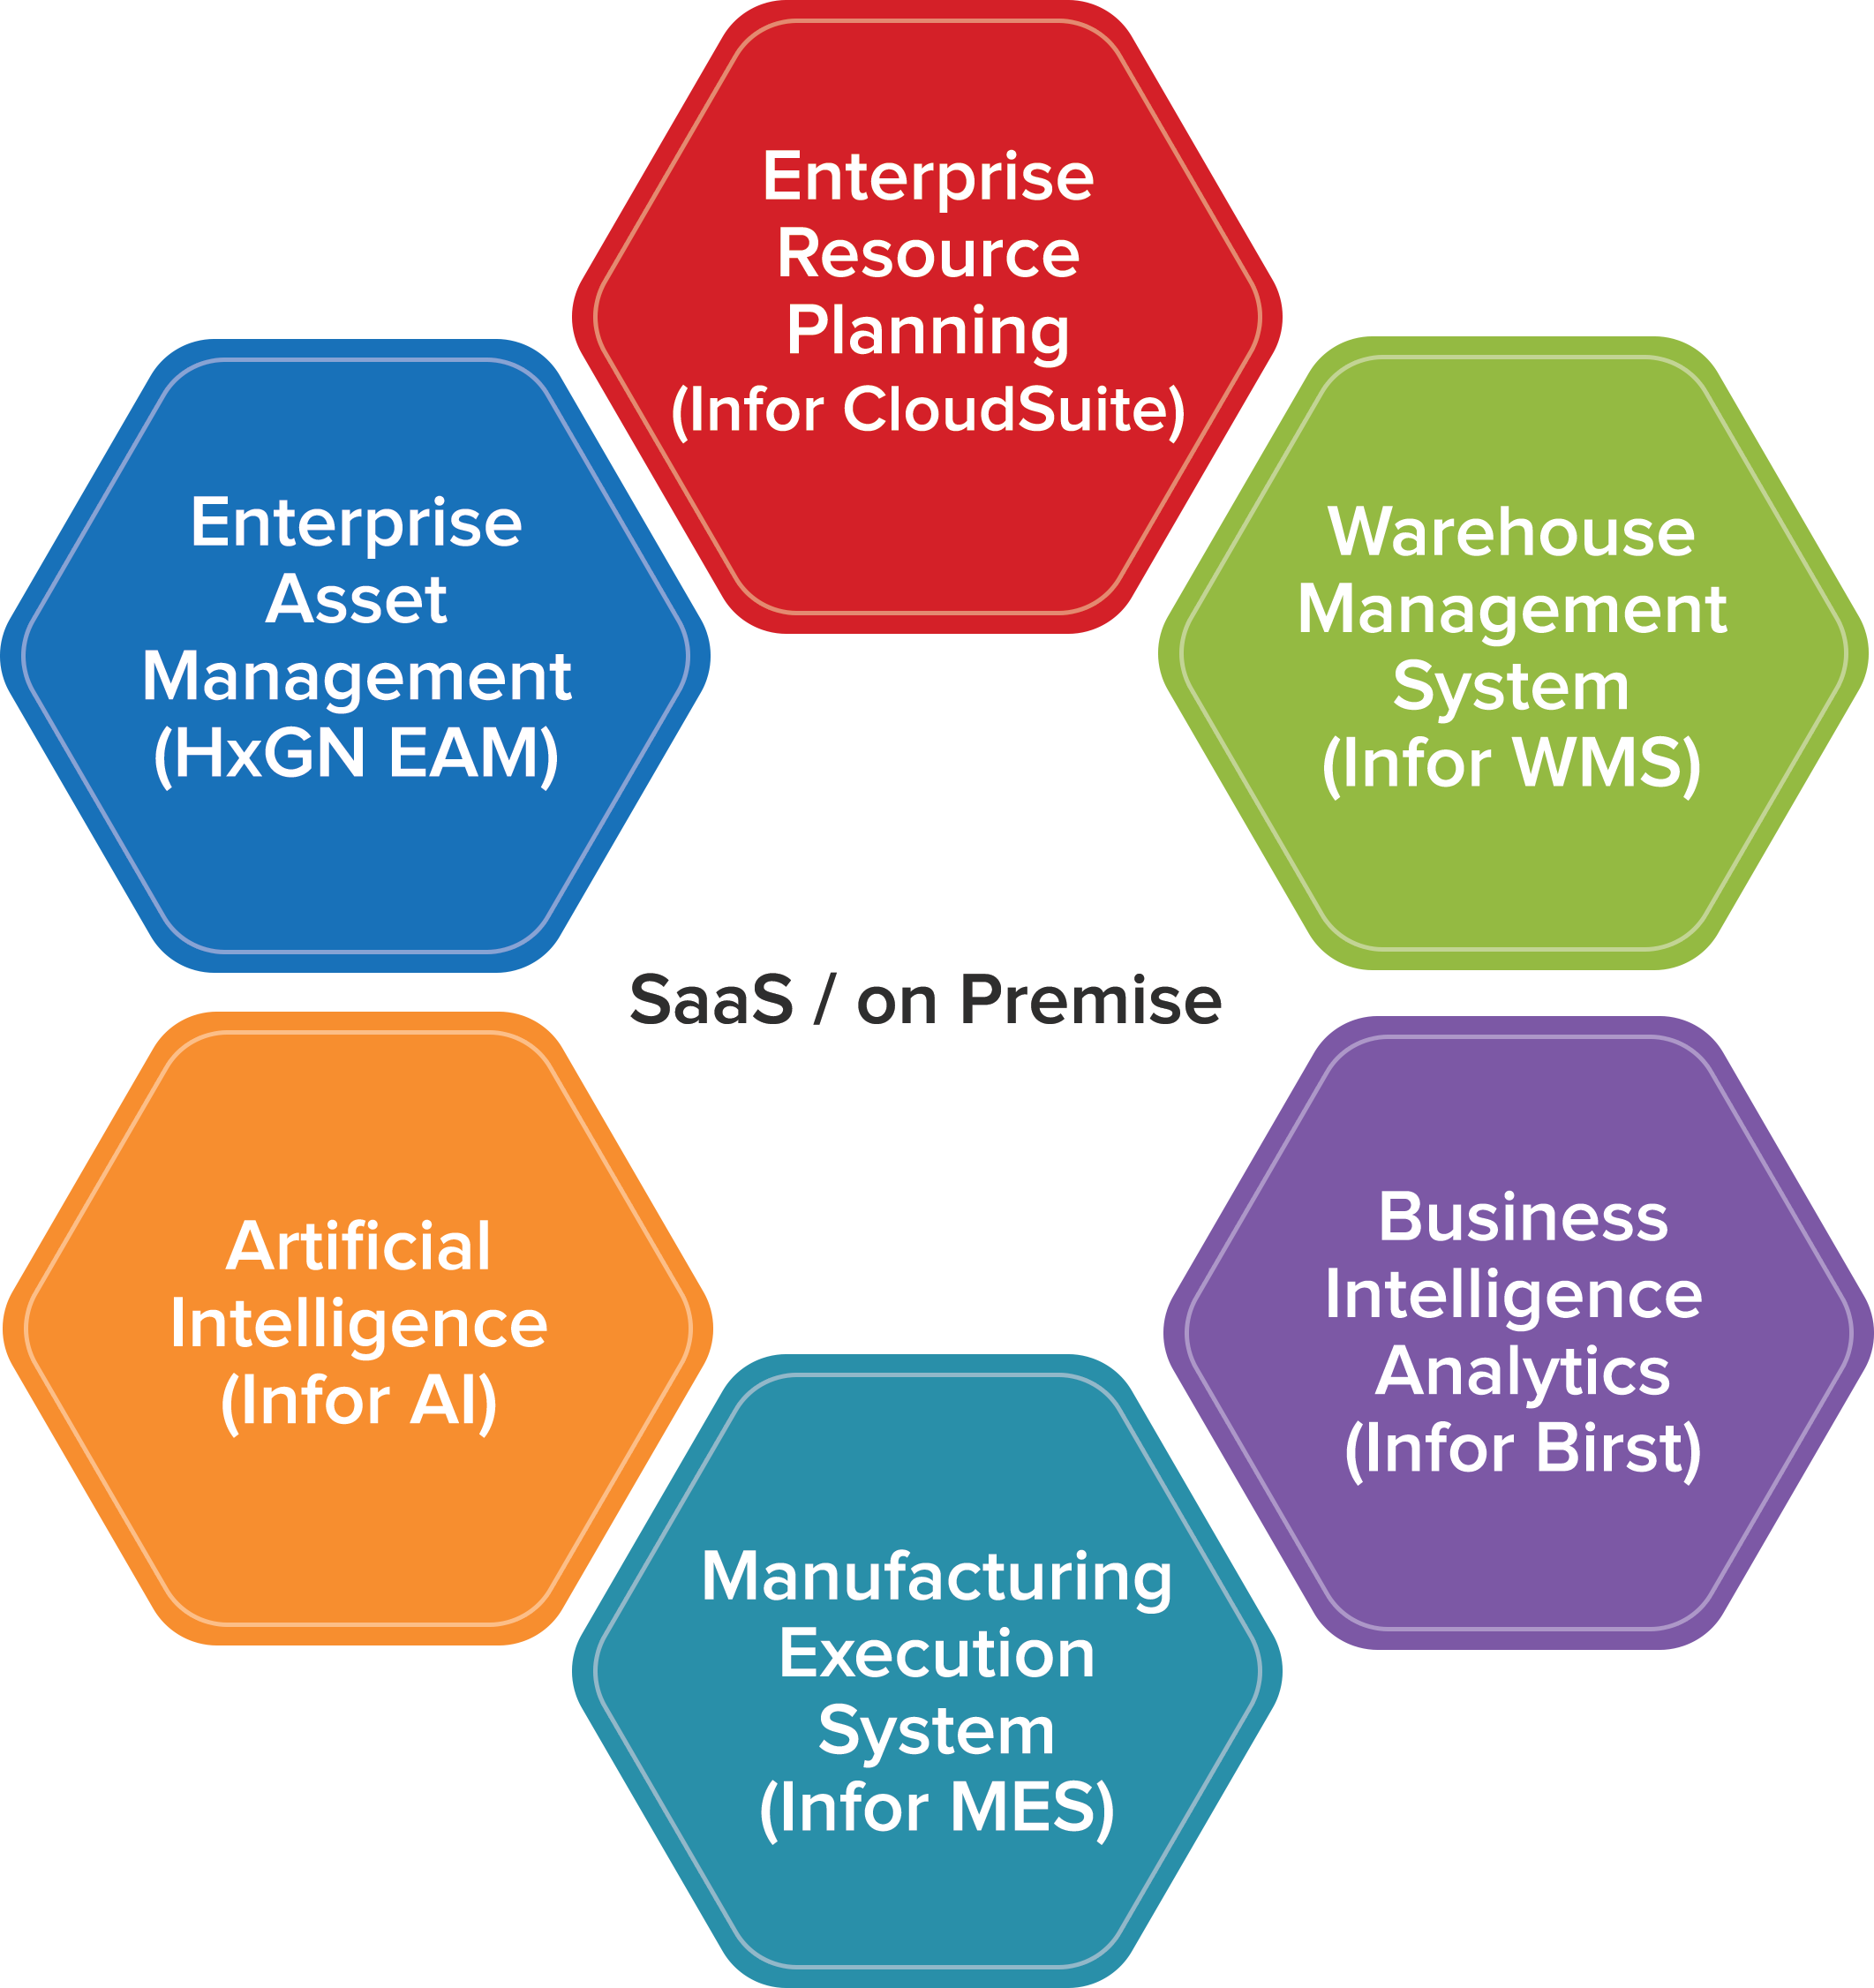 Enterprise
Resource
Planning
(Infor CloudSuite)
Enterprise
Asset
Management
(HxGN EAM)
Warehouse
Management
System
(Infor WMS)
SaaS / on Premise
Artificial
Intelligence
(Infor AI)
Business
Intelligence
Analytics
(Infor Birst)
Manufacturing
Execution
System
(Infor MES)